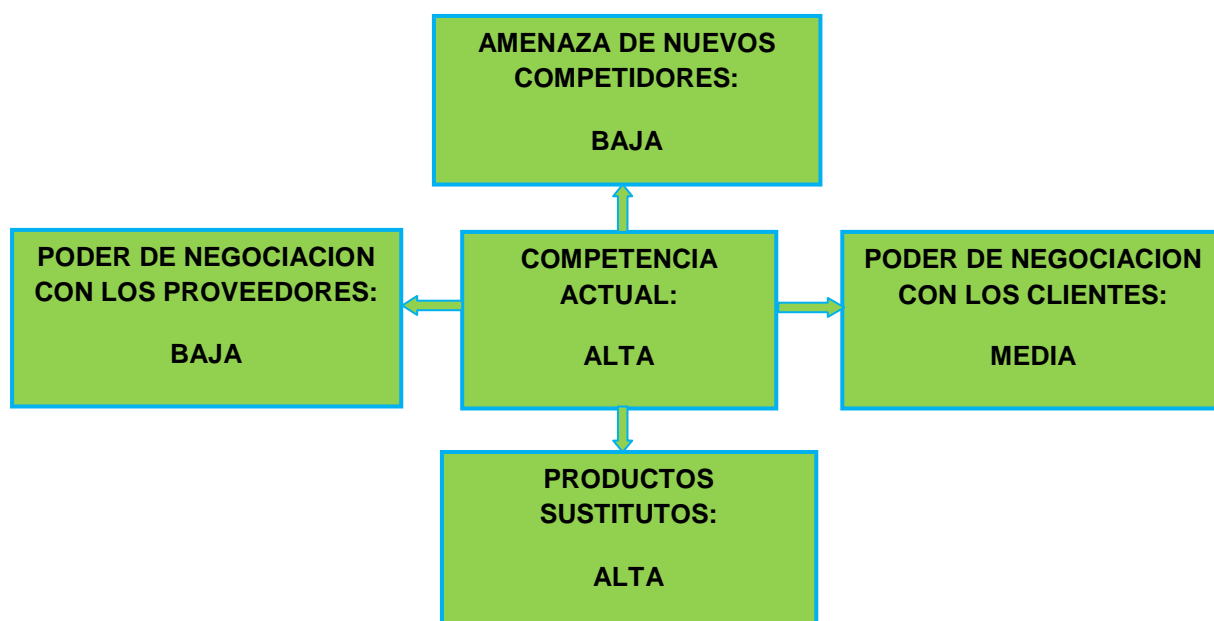 AMENAZA DE NUEVOS
COMPETIDORES:
BAJA
PODER DE NEGOCIACION
CON LOS PROVEEDORES:
BAJA
COMPETENCIA
ACTUAL:
ALTA
PODER DE NEGOCIACION
CON LOS CLIENTES:
MEDIA
PRODUCTOS
SUSTITUTOS:
ALTA